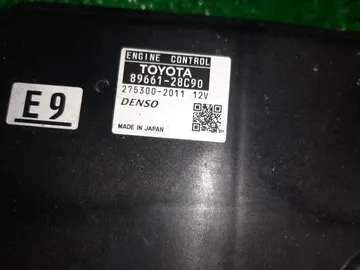 ENGINE CONTROL
TOYOTA
89661-28C90
275300-2011 12V
DENSO
MADE IN JAPAN
E9